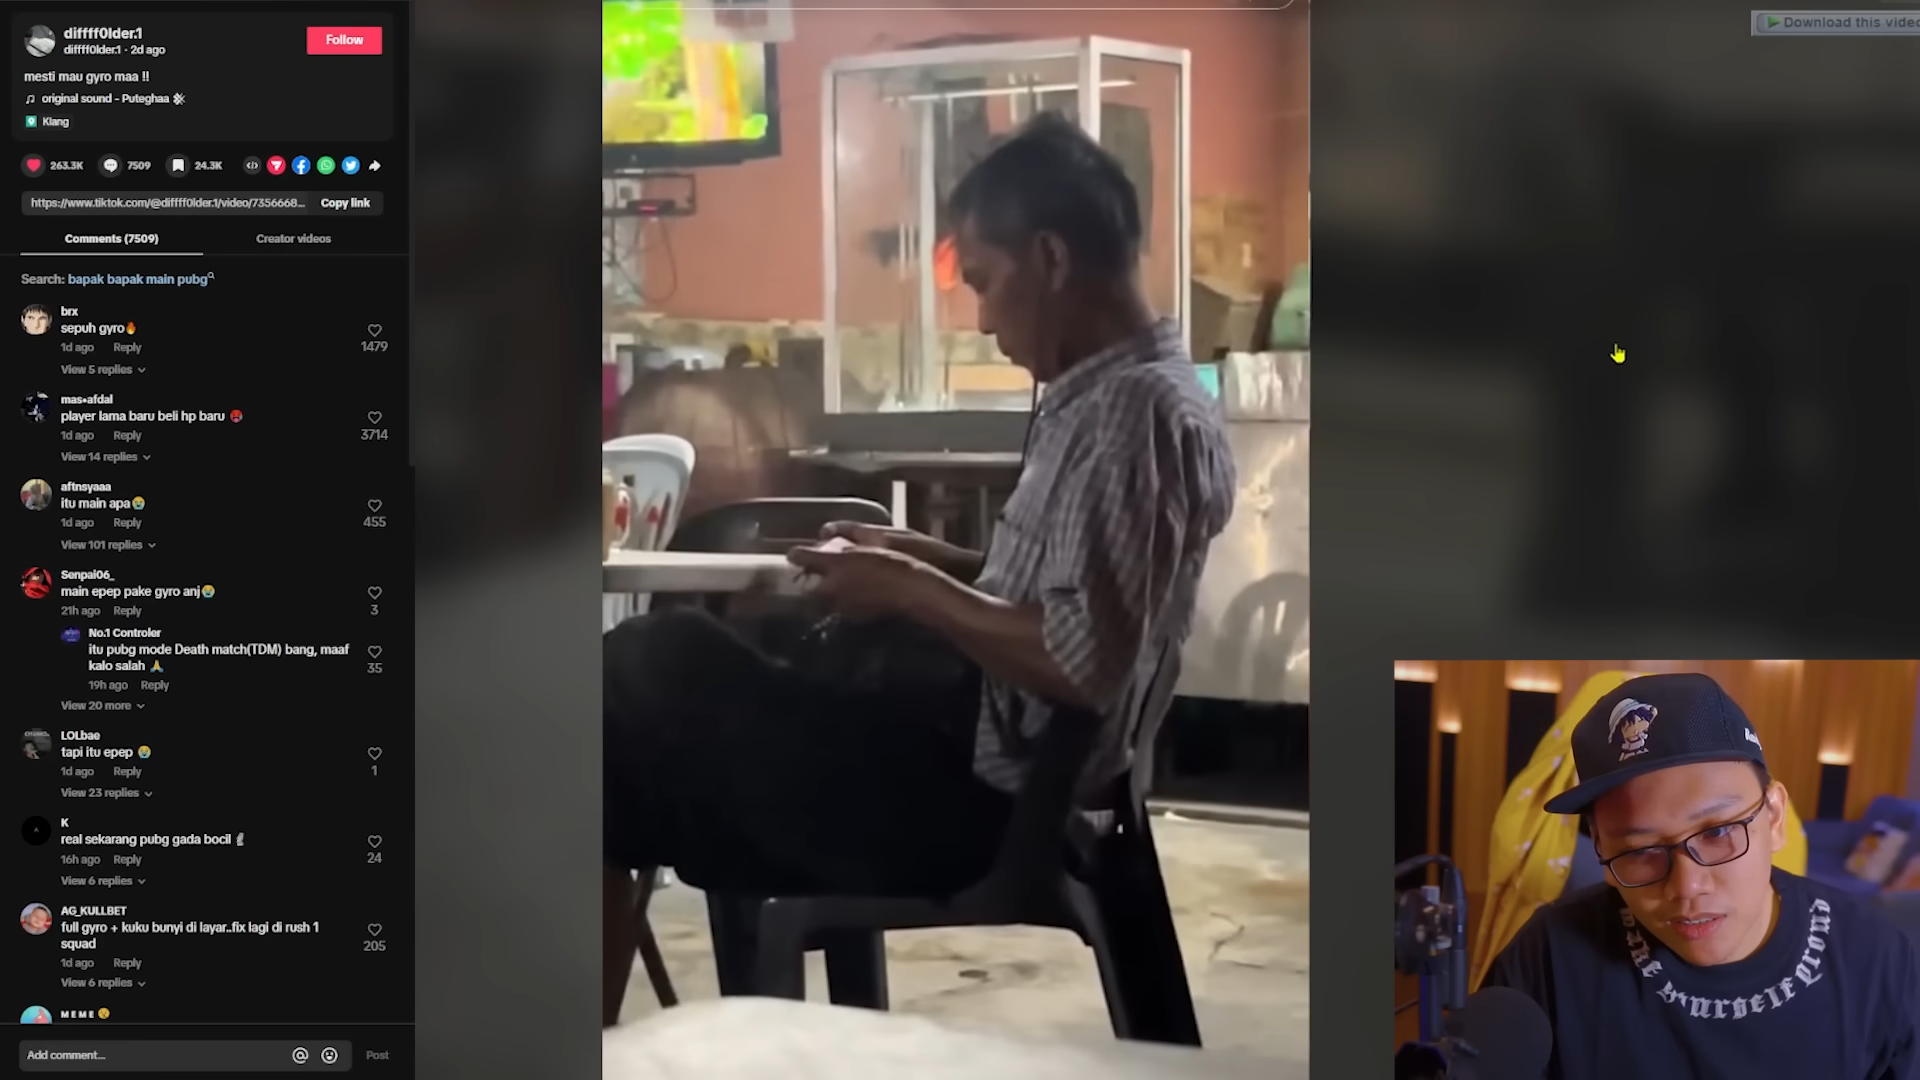 diffff0lder.1
diffff0lder.1 · 2d ago
Follow
mesti mau gyro maa !!
original sound - Puteghaa
Klang
263.3K
7509
24.3K
https://www.tiktok.com/@diffff0lder.1/video/7356668...
Copy link
Comments (7509)
Creator videos
Search: bapak bapak main pubg
brx
sepuh gyro🔥
1479
1d ago Reply
View 5 replies
mas•afdal
player lama baru beli hp baru 🥵
3714
1d ago Reply
View 14 replies
aftnsyaaa
itu main apa😭
455
1d ago Reply
View 101 replies
Senpai06_
main epep pake gyro anj😭
3
21h ago Reply
No.1 Controler
itu pubg mode Death match(TDM) bang, maaf
kalo salah 🙏
35
19h ago Reply
View 20 more
LOLbae
tapi itu epep 😭
1
1d ago Reply
View 23 replies
K
real sekarang pubg gada bocil
24
16h ago Reply
View 6 replies
AG_KULLBET
full gyro + kuku bunyi di layar..fix lagi di rush 1
squad
205
1d ago Reply
View 6 replies
M E M E
Add comment...
Post
Download this video